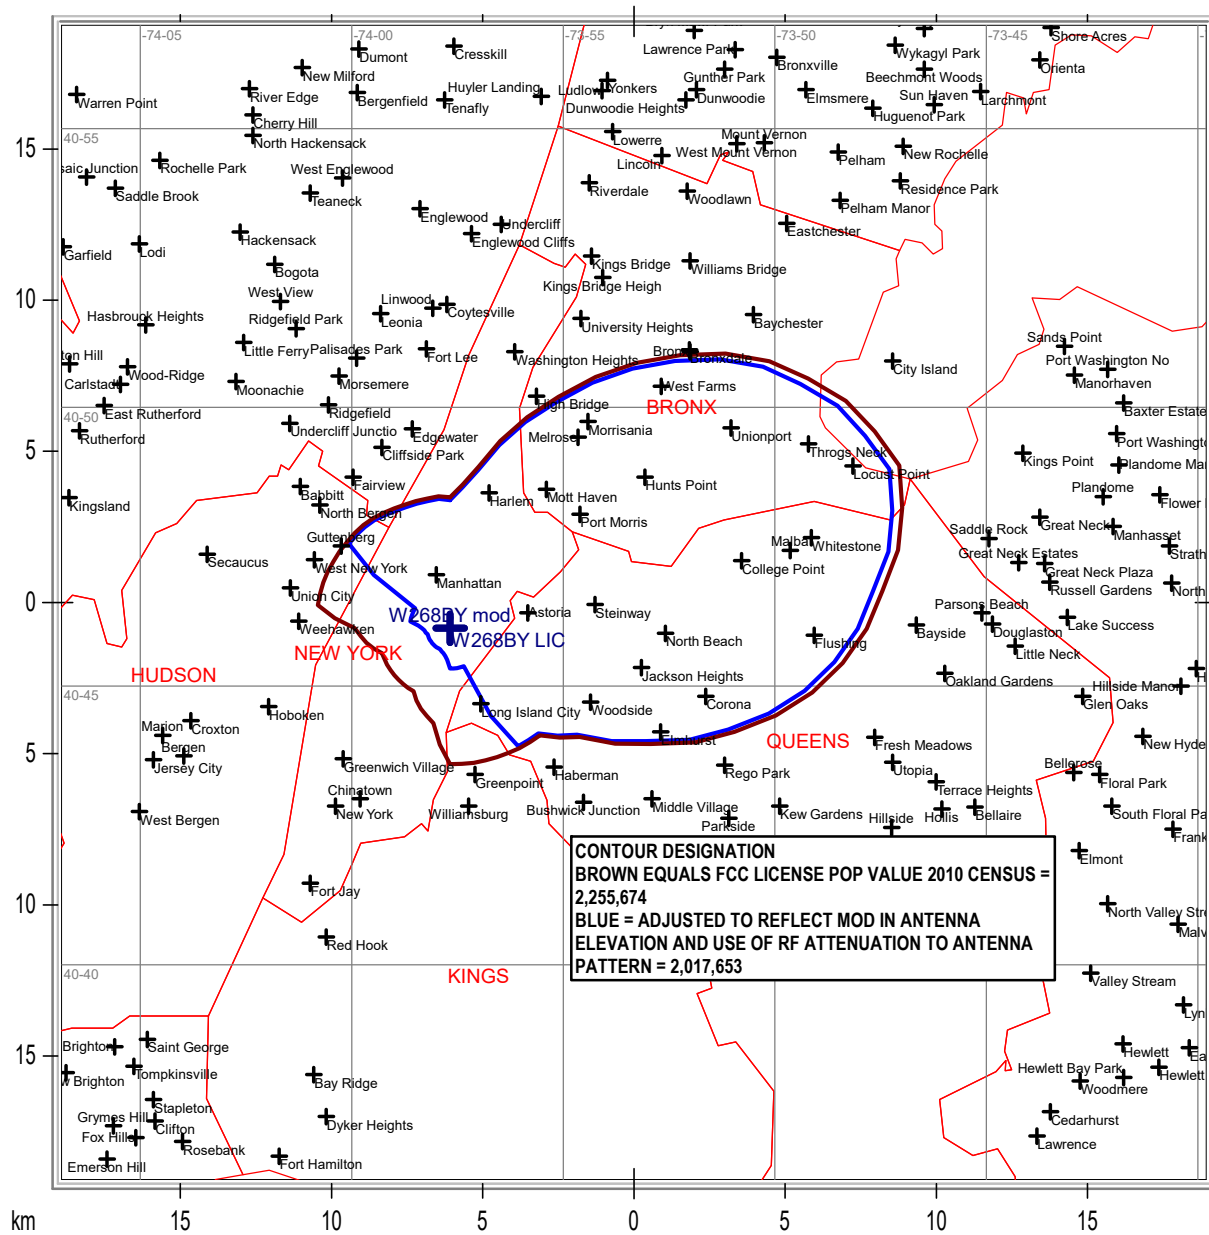 -74-05
-74-00
-73-55
-73-50
-73-45
Shore Acres
Dumont
Cresskill
Lawrence Park
Wykagyl Park
Bronxville
Orienta
New Milford
Gunther Park
Beechmont Woods
Warren Point
River Edge
Bergenfield
Huyler Landing
Tenafly
Ludlow
Yonkers
Dunwoodie Heights
Dunwoodie
Elmsmere
Sun Haven
Larchmont
Huguenot Park
Cherry Hill
40-55
North Hackensack
Lowerre
Mount Vernon
15
saic Junction
Rochelle Park
West Englewood
Lincoln
West Mount Vernon
Pelham
New Rochelle
Saddle Brook
Teaneck
Riverdale
Woodlawn
Residence Park
Pelham Manor
Englewood
Undercliff
Englewood Cliffs
Eastchester
Hackensack
Garfield
Lodi
Bogota
Kings Bridge
Williams Bridge
Kings Bridge Heigh
10
West View
Linwood
Coytesville
Hasbrouck Heights
Ridgefield Park
Leonia
University Heights
Baychester
Little Ferry
Palisades Park
Fort Lee
Washington Heights
Bronx
Bronxdale
City Island
Sands Point
Port Washington No
ton Hill
Wood-Ridge
Carlstadt
Moonachie
Morsemere
West Farms
Manorhaven
East Rutherford
Ridgefield
High Bridge
BRONX
Baxter Estate
40-50
Rutherford
Undercliff Junctio
Edgewater
Cliffside Park
Melrose
Morrisania
Unionport
Throgs Neck
Port Washingt
5
Kings Point
Plandome Ma
Fairview
Hunts Point
Locust Point
Babbitt
North Bergen
Kingsland
Harlem
Mott Haven
Port Morris
Plandome
Flower
Great Neck
Manhasset
Saddle Rock
Guttenberg
Malba
Whitestone
Secaucus
West New York
College Point
Great Neck Estates
Great Neck Plaza
Strath
Manhattan
Russell Gardens
North
Union City
0
Weehawken
W268BY mod
Astoria
Steinway
Parsons Beach
Lake Success
W268BY LIC
North Beach
Flushing
Bayside
Douglaston
Little Neck
NEW YORK
HUDSON
Jackson Heights
Oakland Gardens
40-45
Hillside Manor
Hoboken
Long Island City
Woodside
Corona
Glen Oaks
Marion
Croxton
Bergen
Elmhurst
QUEENS
Fresh Meadows
New Hyde
5
Jersey City
Greenwich Village
Greenpoint
Haberman
Rego Park
Utopia
Bellerose
Floral Park
Chinatown
New York
Williamsburg
Bushwick Junction
Middle Village
Kew Gardens
Terrace Heights
Hollis
Bellaire
South Floral Pa
West Bergen
Parkside
Hillside
Frank
CONTOUR DESIGNATION
BROWN EQUALS FCC LICENSE POP VALUE 2010 CENSUS =
2,255,674
BLUE = ADJUSTED TO REFLECT MOD IN ANTENNA
ELEVATION AND USE OF RF ATTENUATION TO ANTENNA
PATTERN = 2,017,653
Elmont
Fort Jay
10
North Valley Stre
Red Hook
Malv
40-40
KINGS
Valley Stream
Lyn
15
Brighton
Saint George
Hewlett
Ea
w Brighton
Tompkinsville
Bay Ridge
Hewlett Bay Park
Hewlett
Woodmere
Stapleton
Grymes Hill
Clifton
Dyker Heights
Cedarhurst
Fox Hills
Rosebank
Lawrence
Emerson Hill
Fort Hamilton
km
15
10
5
0
5
10
15